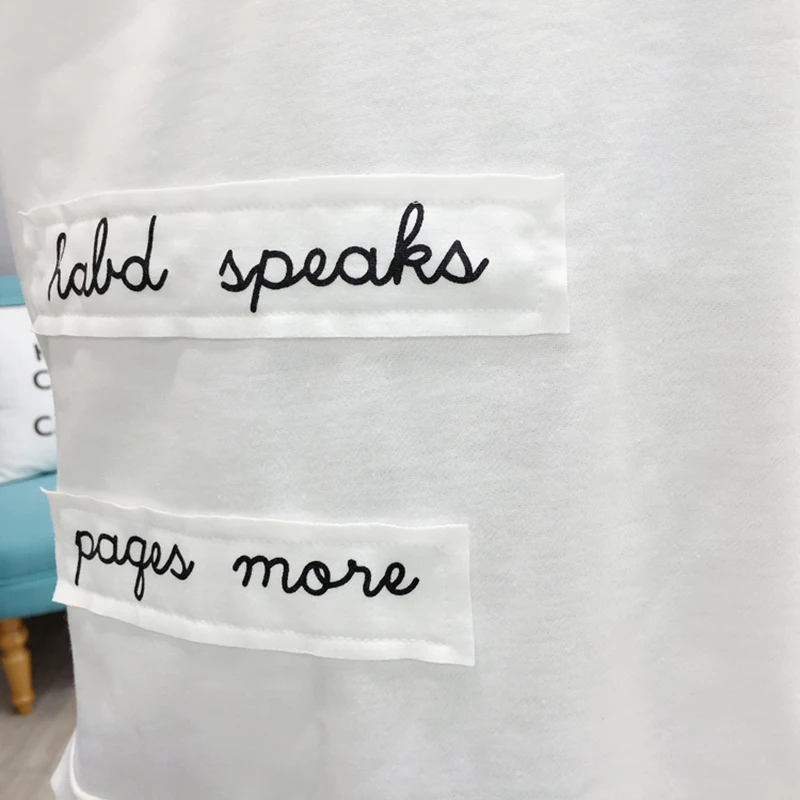 habd speaks
pages more